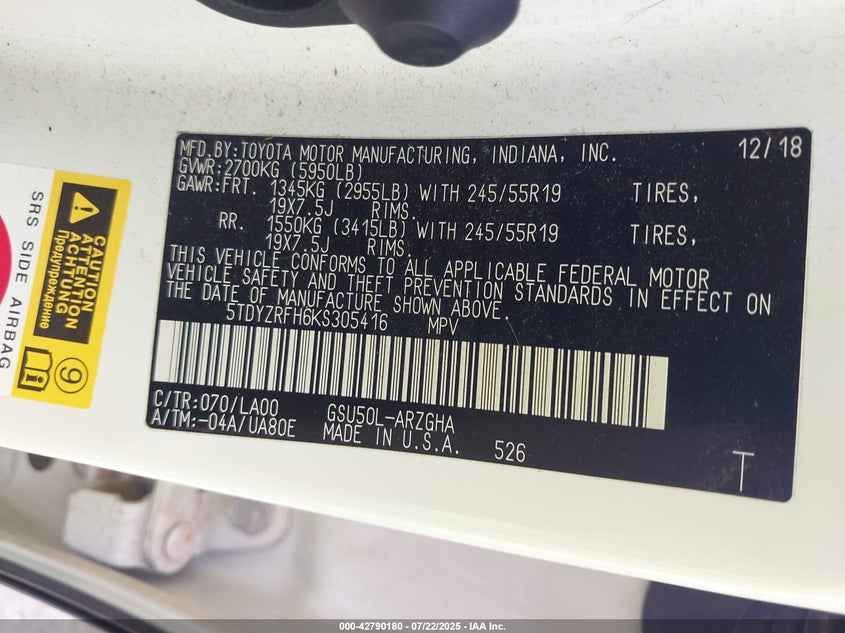 MFD.BY:TOYOTA MOTOR MANUFACTURING, INDIANA, INC. 12/18
GVWR:2700KG (5950LB)
GAWR:FRT. 1345KG (2955LB) WITH 245/55R19 TIRES,
19X7.5J RIMS.
RR. 1550KG (3415LB) WITH 245/55R19 TIRES,
19X7.5J RIMS.
THIS VEHICLE CONFORMS TO ALL APPLICABLE FEDERAL MOTOR
VEHICLE SAFETY AND THEFT PREVENTION STANDARDS IN EFFECT ON
THE DATE OF MANUFACTURE SHOWN ABOVE.
5TDYZRFH6KS305416 MPV
C/TR:070/LA00 GSU50L-ARZGHA
A/TM:-04A/UA80E MADE IN U.S.A. 526
T
SRS SIDE AIRBAG
CAUTION
ATTENTION
ACHTUNG
Предупреждение
9
000-42790180 - 07/22/2025 - IAA Inc.